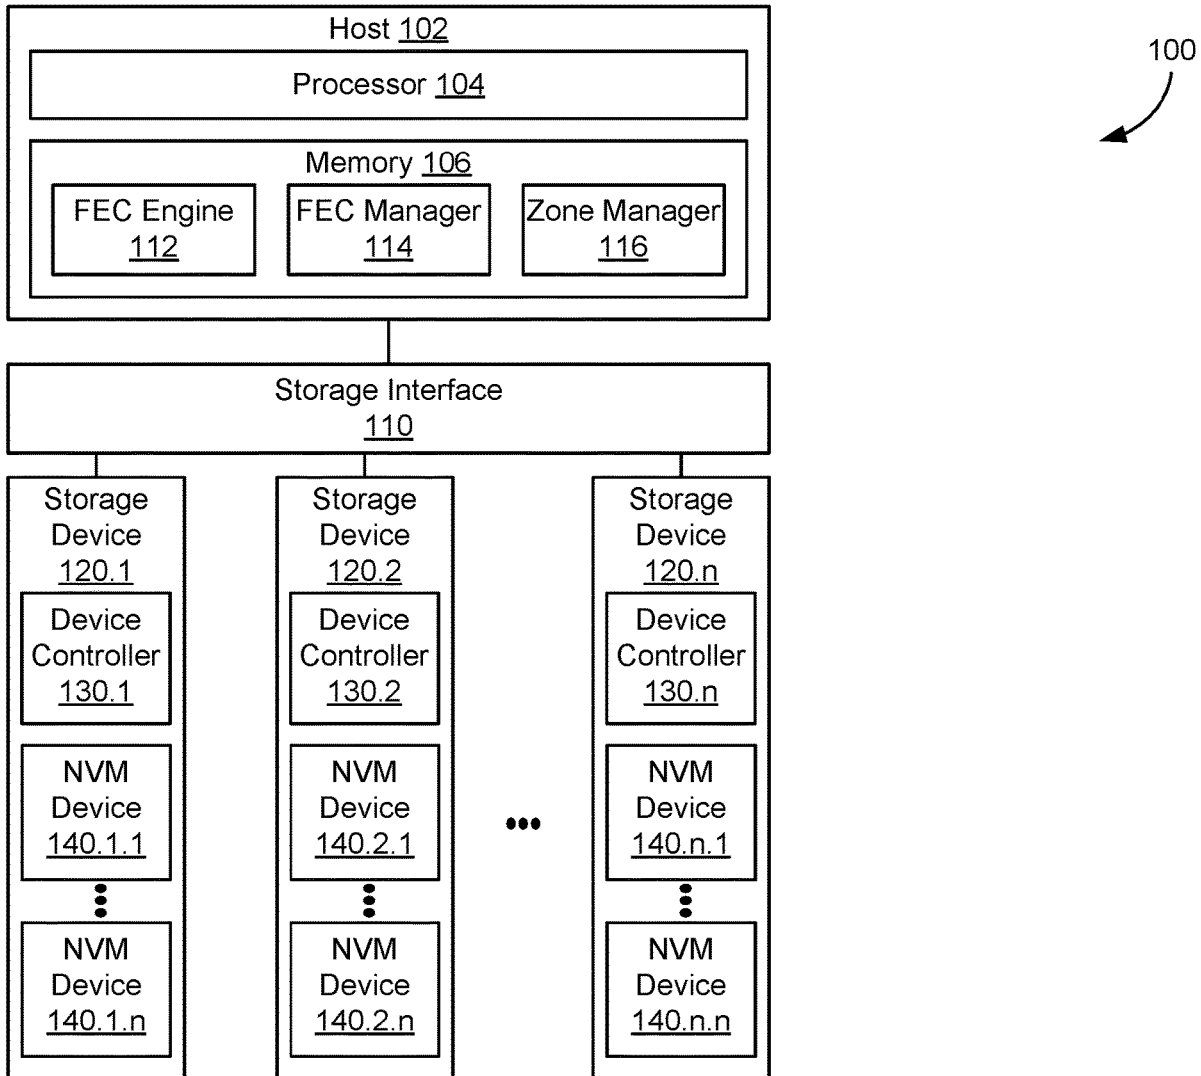 Host 102
100
Processor 104
Memory 106
FEC Engine
112
FEC Manager
114
Zone Manager
116
Storage Interface
110
Storage
Device
120.1
Device
Controller
130.1
NVM
Device
140.1.1
NVM
Device
140.1.n
Storage
Device
120.2
Device
Controller
130.2
NVM
Device
140.2.1
NVM
Device
140.2.n
Storage
Device
120.n
Device
Controller
130.n
NVM
Device
140.n.1
NVM
Device
140.n.n